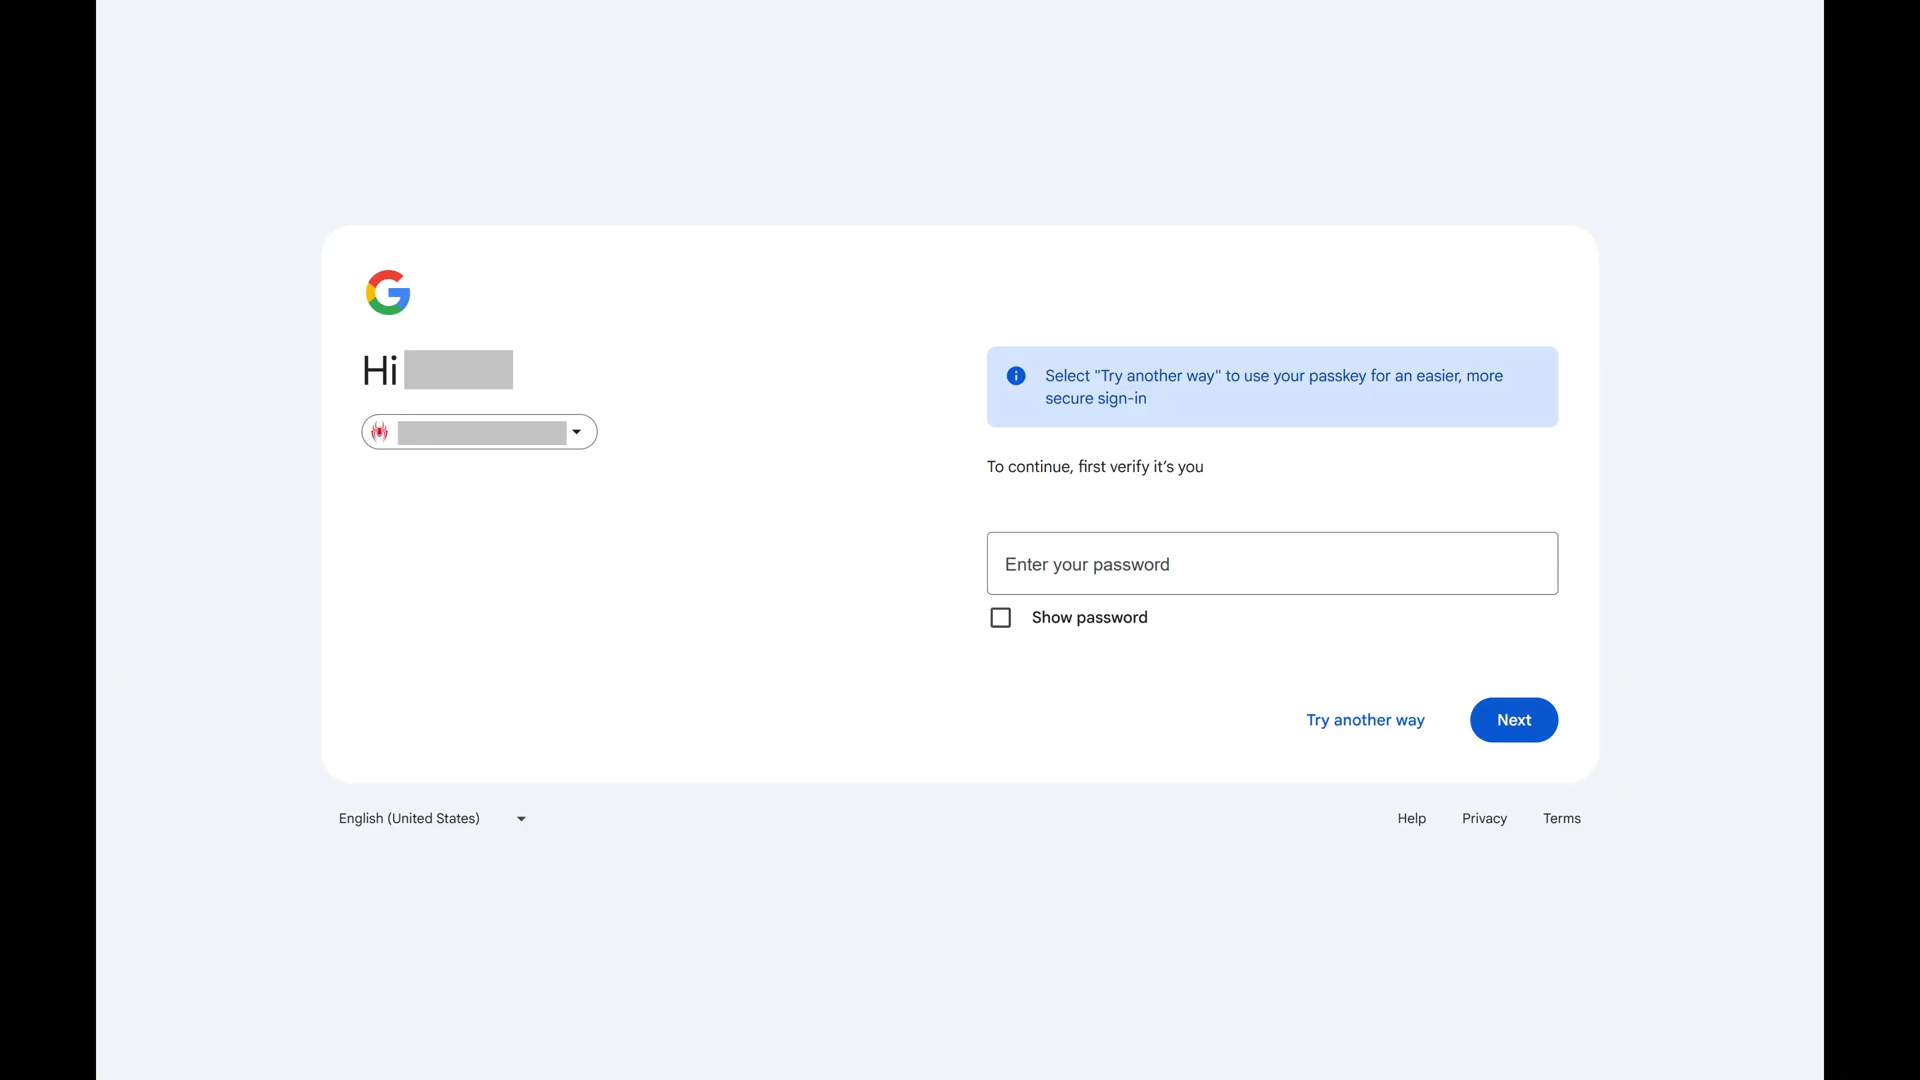 Hi
Select "Try another way" to use your passkey for an easier, more
secure sign-in
To continue, first verify it’s you
Enter your password
Show password
Try another way
Next
English (United States)
Help
Privacy
Terms